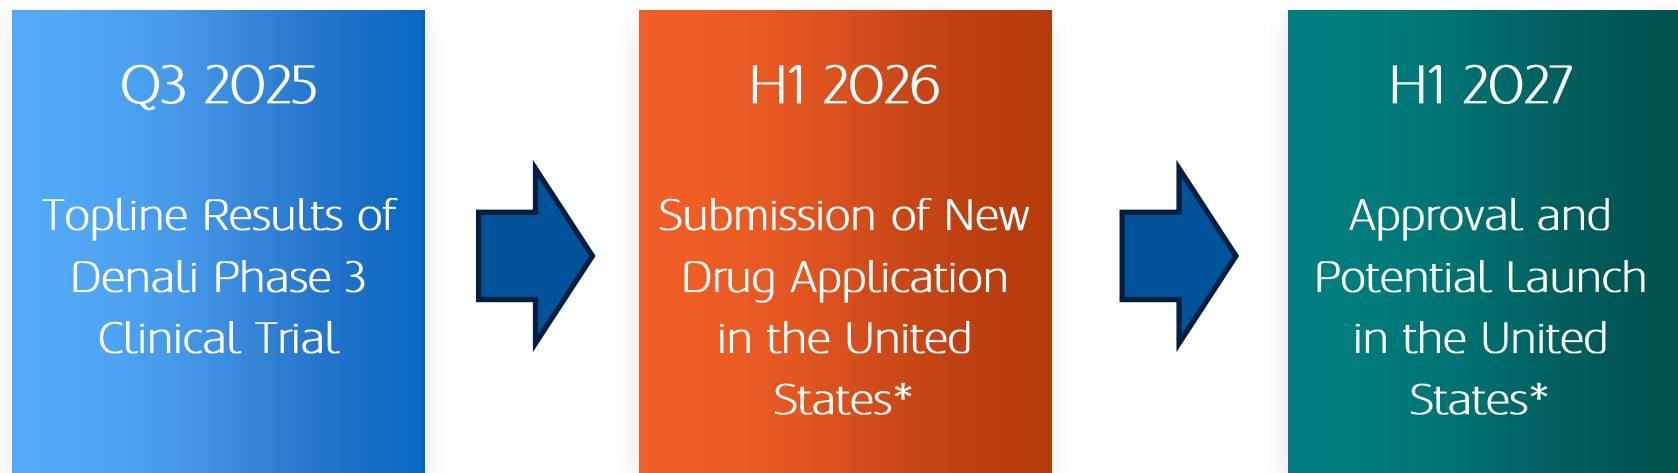 Q3 2025
Topline Results of
Denali Phase 3
Clinical Trial
H1 2026
Submission of New
Drug Application
in the United
States*
H1 2027
Approval and
Potential Launch
in the United
States*